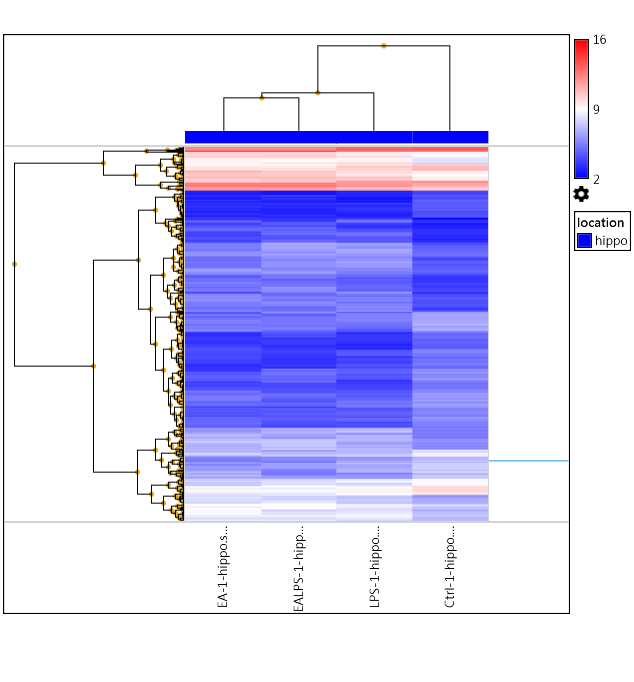 16
9
2
location
hippo
EA-1-hippo.s...
EALPS-1-hipp...
LPS-1-hippo....
Ctrl-1-hippo....